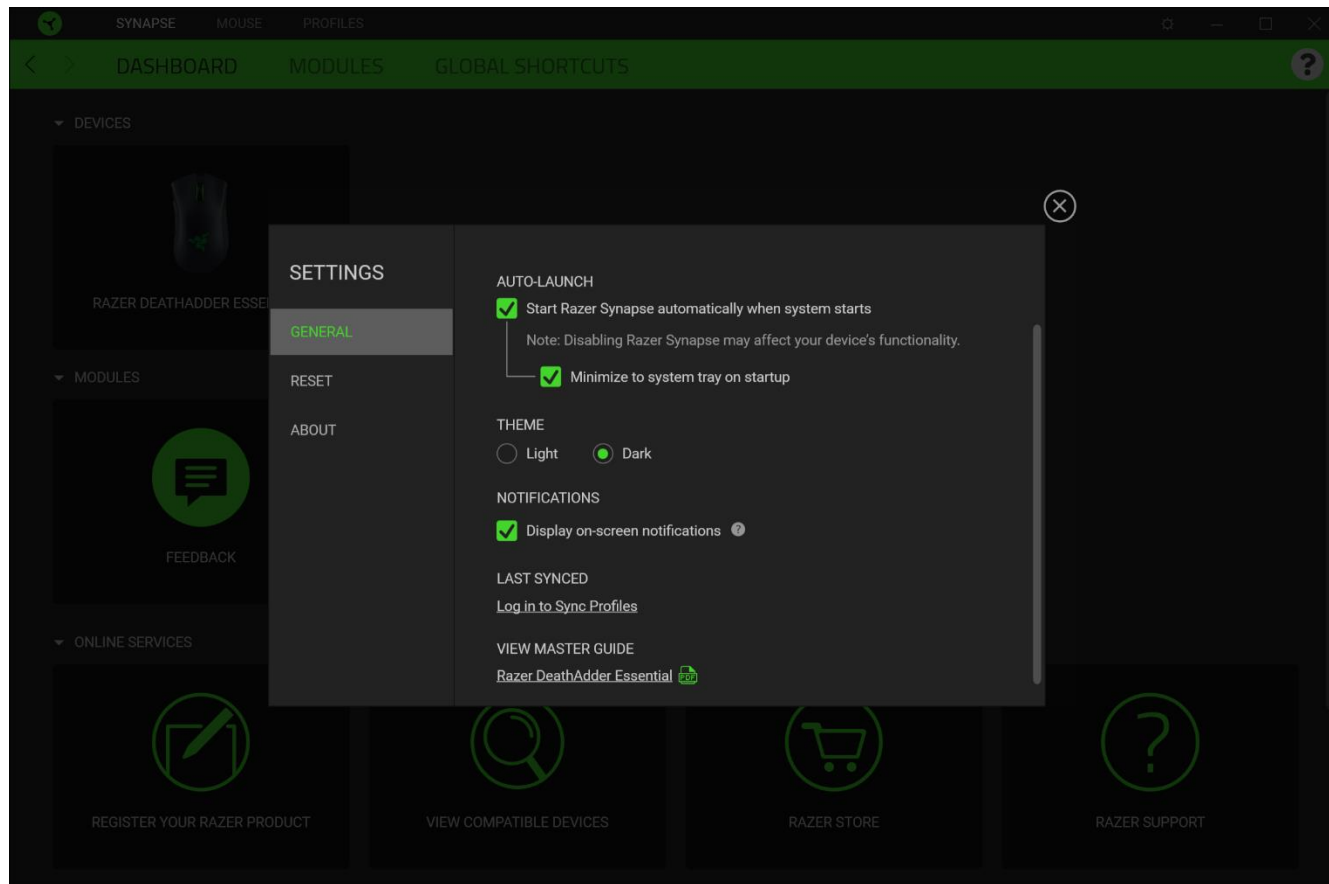 SYNAPSE MOUSE PROFILES
DASHBOARD MODULES GLOBAL SHORTCUTS
?
DEVICES
RAZER DEATHADDER ESSE
MODULES
FEEDBACK
ONLINE SERVICES
REGISTER YOUR RAZER PRODUCT
VIEW COMPATIBLE DEVICES
RAZER STORE
?
RAZER SUPPORT
SETTINGS
GENERAL
RESET
ABOUT
AUTO-LAUNCH
Start Razer Synapse automatically when system starts
Note: Disabling Razer Synapse may affect your device's functionality.
Minimize to system tray on startup
THEME
Light Dark
NOTIFICATIONS
Display on-screen notifications ?
LAST SYNCED
Log in to Sync Profiles
VIEW MASTER GUIDE
Razer DeathAdder Essential PDF